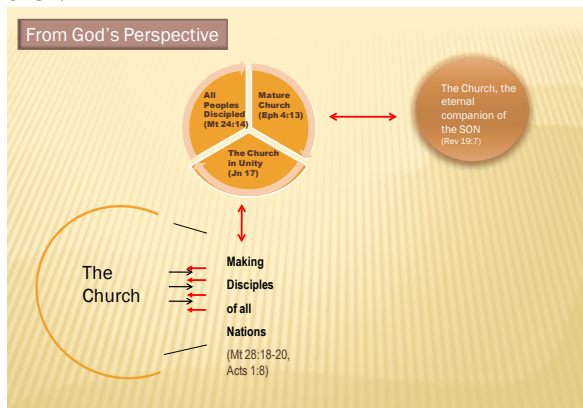 From God's Perspective
All
Peoples
Discipled
(Mt 24:14)
Mature
Church
(Eph 4:13)
The Church
in Unity
(Jn 17)
The Church, the
eternal
companion of
the SON
(Rev 19:7)
The
Church
Making
Disciples
of all
Nations
(Mt 28:18-20,
Acts 1:8)